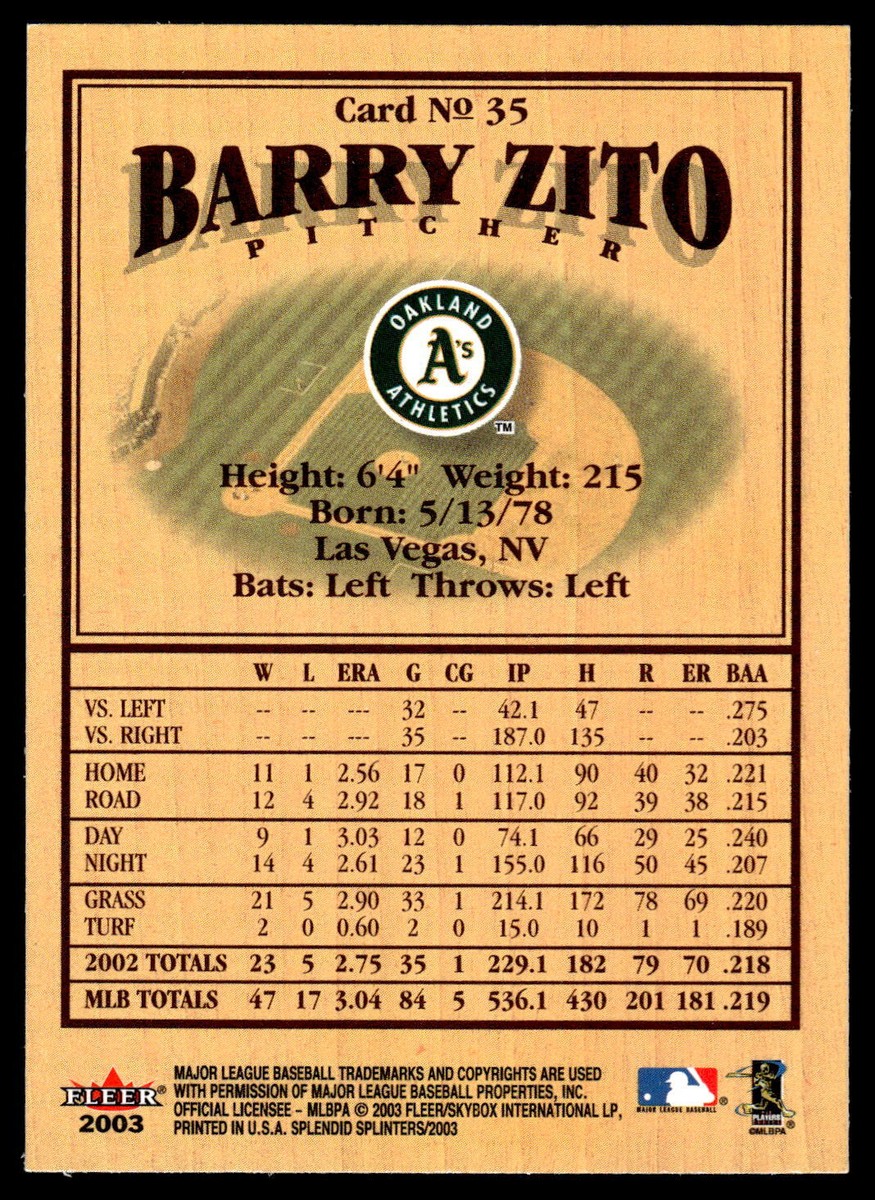 Card Nº 35
BARRY ZITO
PITCHER
OAKLAND
A's
ATHLETICS
TM
Height: 6'4" Weight: 215
Born: 5/13/78
Las Vegas, NV
Bats: Left Throws: Left
W L ERA G CG IP H R ER BAA
VS. LEFT -- -- --- 32 -- 42.1 47 -- -- .275
VS. RIGHT -- -- --- 35 -- 187.0 135 -- -- .203
HOME 11 1 2.56 17 0 112.1 90 40 32 .221
ROAD 12 4 2.92 18 1 117.0 92 39 38 .215
DAY 9 1 3.03 12 0 74.1 66 29 25 .240
NIGHT 14 4 2.61 23 1 155.0 116 50 45 .207
GRASS 21 5 2.90 33 1 214.1 172 78 69 .220
TURF 2 0 0.60 2 0 15.0 10 1 1 .189
2002 TOTALS 23 5 2.75 35 1 229.1 182 79 70 .218
MLB TOTALS 47 17 3.04 84 5 536.1 430 201 181 .219
FLEER®
2003
MAJOR LEAGUE BASEBALL TRADEMARKS AND COPYRIGHTS ARE USED
WITH PERMISSION OF MAJOR LEAGUE BASEBALL PROPERTIES, INC.
OFFICIAL LICENSEE – MLBPA © 2003 FLEER/SKYBOX INTERNATIONAL LP,
PRINTED IN U.S.A. SPLENDID SPLINTERS/2003
MAJOR LEAGUE BASEBALL®
PLAYERS
®
©MLBPA